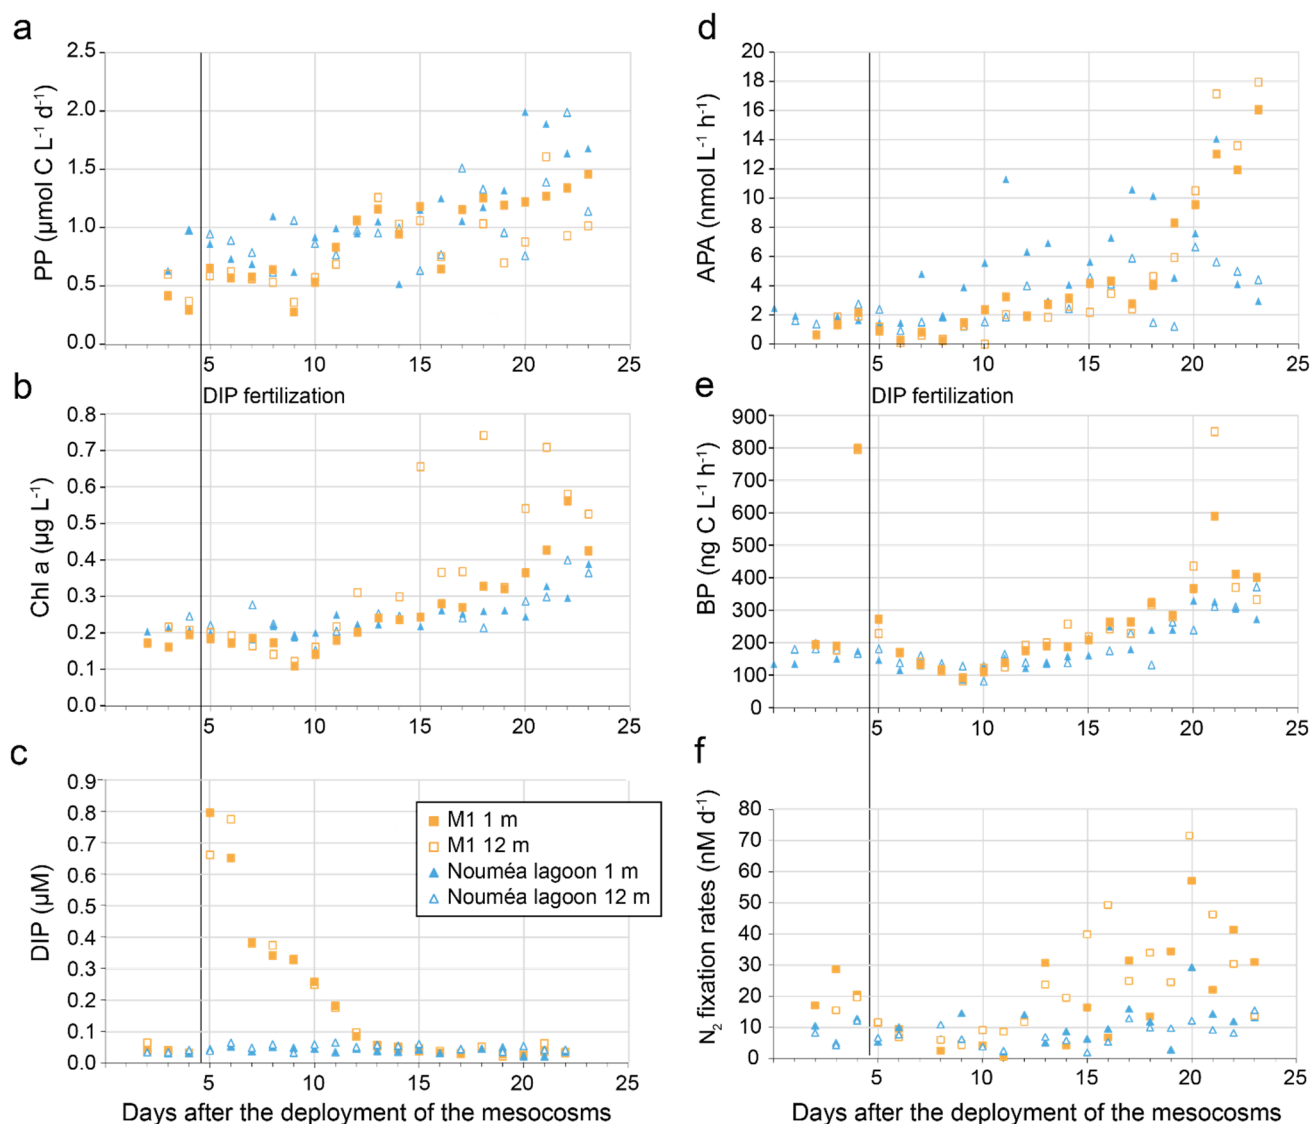 a
PP (µmol C L⁻¹ d⁻¹)
2.5
2.0
1.5
1.0
0.5
0.0
5 10 15 20 25
DIP fertilization
b
Chl a (µg L⁻¹)
0.8
0.7
0.6
0.5
0.4
0.3
0.2
0.1
0.0
5 10 15 20 25
c
DIP (µM)
0.9
0.8
0.7
0.6
0.5
0.4
0.3
0.2
0.1
0.0
M1 1 m
M1 12 m
Nouméa lagoon 1 m
Nouméa lagoon 12 m
5 10 15 20 25
Days after the deployment of the mesocosms
d
APA (nmol L⁻¹ h⁻¹)
20
18
16
14
12
10
8
6
4
2
0
5 10 15 20 25
DIP fertilization
e
BP (ng C L⁻¹ h⁻¹)
900
800
700
600
500
400
300
200
100
0
5 10 15 20 25
f
N₂ fixation rates (nM d⁻¹)
80
70
60
50
40
30
20
10
0
5 10 15 20 25
Days after the deployment of the mesocosms